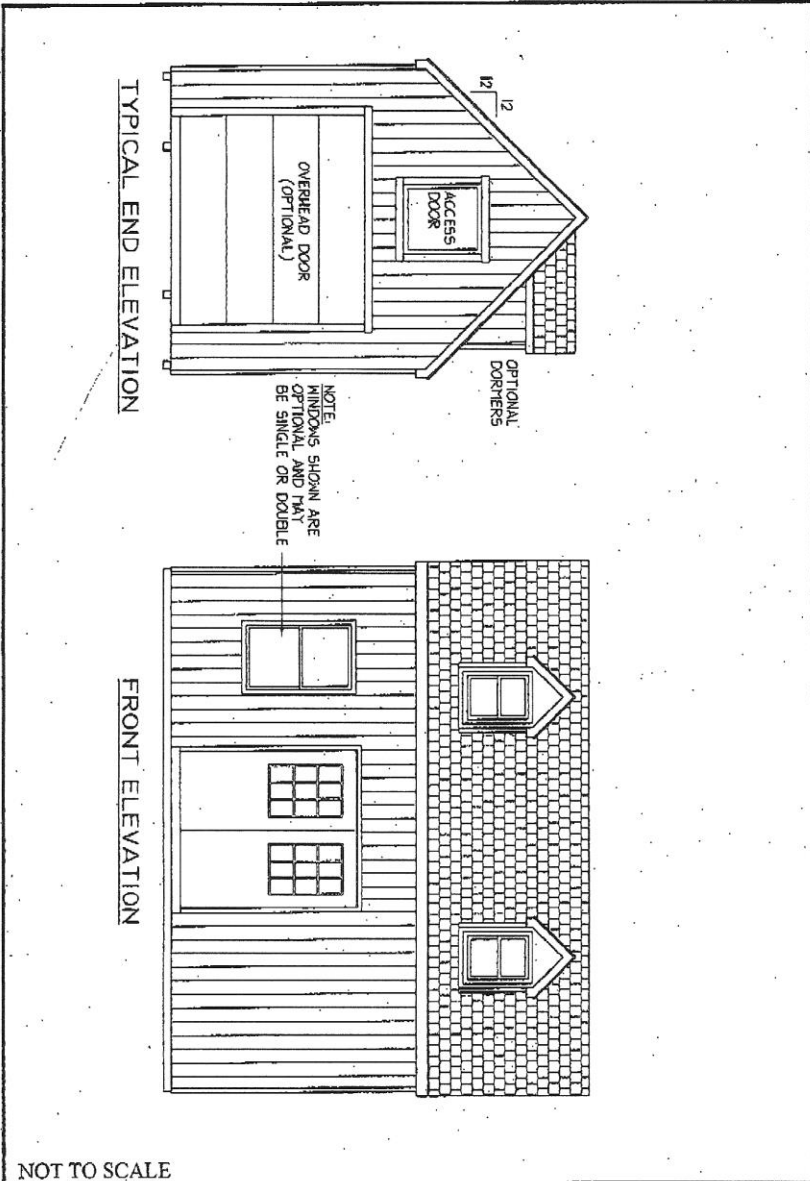 12
12
ACCESS
DOOR
OVERHEAD DOOR
(OPTIONAL)
OPTIONAL
DORMERS
TYPICAL END ELEVATION
NOTE:
WINDOWS SHOWN ARE
OPTIONAL AND MAY
BE SINGLE OR DOUBLE
FRONT ELEVATION
NOT TO SCALE